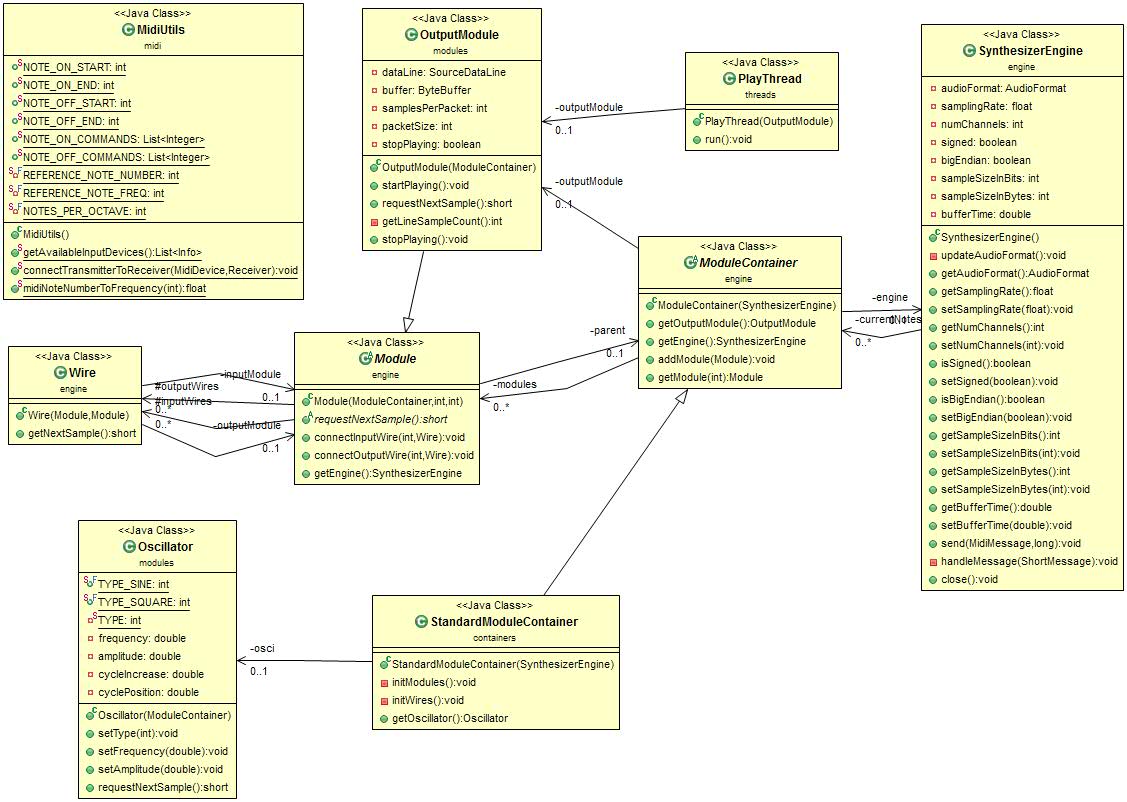 <<Java Class>>
MidiUtils
midi
NOTE_ON_START: int
NOTE_ON_END: int
NOTE_OFF_START: int
NOTE_OFF_END: int
NOTE_ON_COMMANDS: List<Integer>
NOTE_OFF_COMMANDS: List<Integer>
REFERENCE_NOTE_NUMBER: int
REFERENCE_NOTE_FREQ: int
NOTES_PER_OCTAVE: int
MidiUtils()
getAvailableInputDevices():List<Info>
connectTransmitterToReceiver(MidiDevice,Receiver):void
midiNoteNumberToFrequency(int):float
<<Java Class>>
OutputModule
modules
dataLine: SourceDataLine
buffer: ByteBuffer
samplesPerPacket: int
packetSize: int
stopPlaying: boolean
OutputModule(ModuleContainer)
startPlaying():void
requestNextSample():short
getLineSampleCount():int
stopPlaying():void
-outputModule
0..1
<<Java Class>>
PlayThread
threads
PlayThread(OutputModule)
run():void
-outputModule
0..1
<<Java Class>>
ModuleContainer
engine
ModuleContainer(SynthesizerEngine)
getOutputModule():OutputModule
getEngine():SynthesizerEngine
addModule(Module):void
getModule(int):Module
-engine
0..1
-currentNotes
0..*
<<Java Class>>
SynthesizerEngine
engine
audioFormat: AudioFormat
samplingRate: float
numChannels: int
signed: boolean
bigEndian: boolean
sampleSizeInBits: int
sampleSizeInBytes: int
bufferTime: double
SynthesizerEngine()
updateAudioFormat():void
getAudioFormat():AudioFormat
getSamplingRate():float
setSamplingRate(float):void
getNumChannels():int
setNumChannels(int):void
isSigned():boolean
setSigned(boolean):void
isBigEndian():boolean
setBigEndian(boolean):void
getSampleSizeInBits():int
setSampleSizeInBits(int):void
getSampleSizeInBytes():int
setSampleSizeInBytes(int):void
getBufferTime():double
setBufferTime(double):void
send(MidiMessage,long):void
handleMessage(ShortMessage):void
close():void
<<Java Class>>
Wire
engine
Wire(Module,Module)
getNextSample():short
-inputModule
0..1
#outputWires
0..*
#inputWires
0..*
-outputModule
0..1
<<Java Class>>
Module
engine
Module(ModuleContainer,int,int)
requestNextSample():short
connectInputWire(int,Wire):void
connectOutputWire(int,Wire):void
getEngine():SynthesizerEngine
-parent
0..1
-modules
0..*
<<Java Class>>
Oscillator
modules
TYPE_SINE: int
TYPE_SQUARE: int
TYPE: int
frequency: double
amplitude: double
cycleIncrease: double
cyclePosition: double
Oscillator(ModuleContainer)
setType(int):void
setFrequency(double):void
setAmplitude(double):void
requestNextSample():short
-osci
0..1
<<Java Class>>
StandardModuleContainer
containers
StandardModuleContainer(SynthesizerEngine)
initModules():void
initWires():void
getOscillator():Oscillator